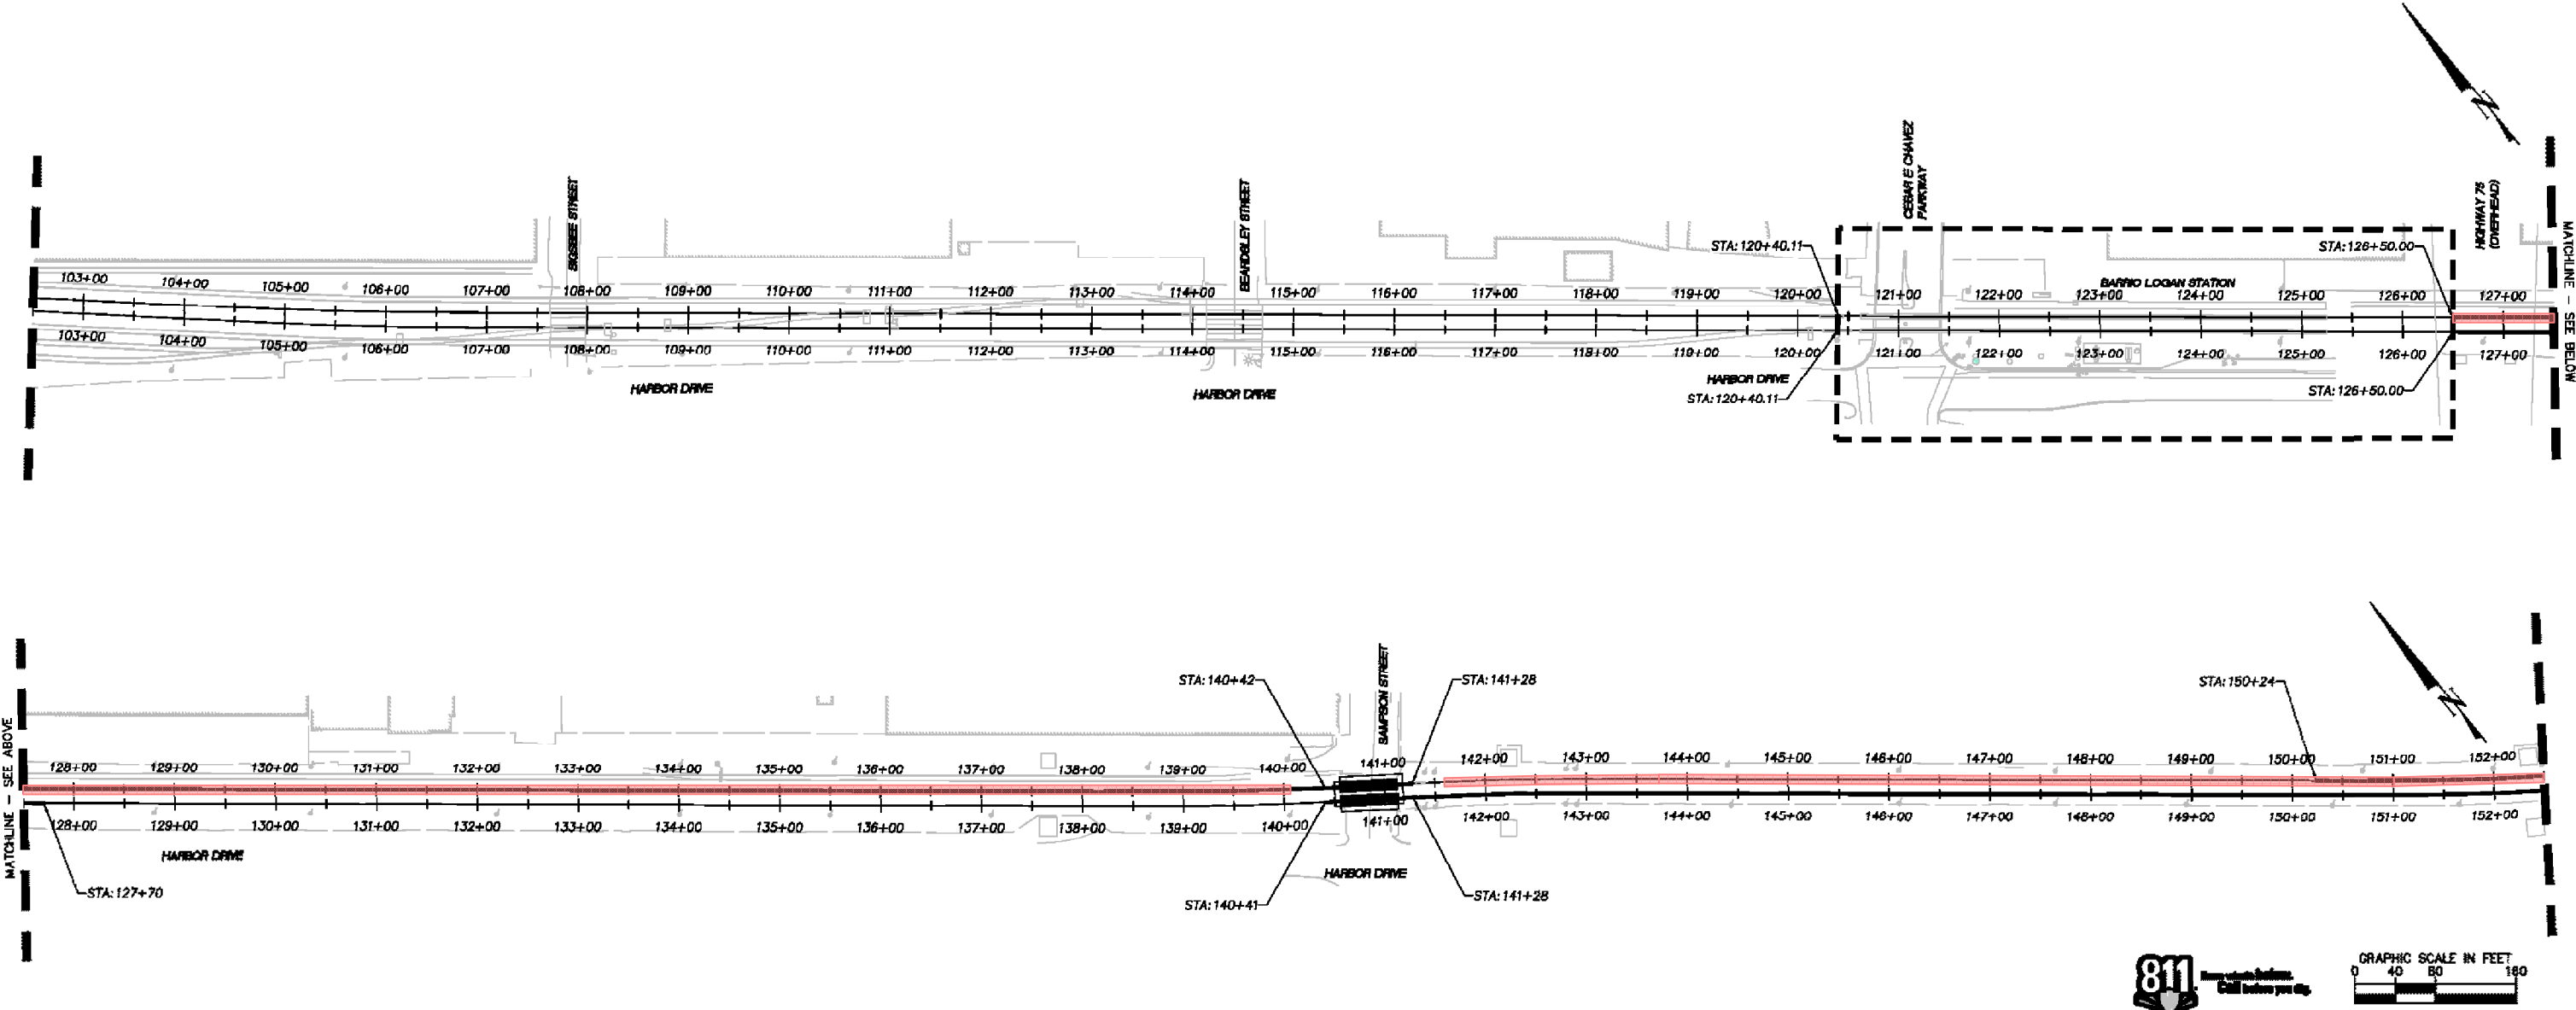 SIGSBEE STREET
BEARDSLEY STREET
CESAR E CHAVEZ
PARKWAY
HIGHWAY 75
(OVERHEAD)
MATCHLINE - SEE BELOW
STA: 120+40.11
STA: 126+50.00
BARRIO LOGAN STATION
103+00 104+00 105+00 106+00 107+00 108+00 109+00 110+00 111+00 112+00 113+00 114+00 115+00 116+00 117+00 118+00 119+00 120+00 121+00 122+00 123+00 124+00 125+00 126+00 127+00
103+00 104+00 105+00 106+00 107+00 108+00 109+00 110+00 111+00 112+00 113+00 114+00 115+00 116+00 117+00 118+00 119+00 120+00 121+00 122+00 123+00 124+00 125+00 126+00 127+00
HARBOR DRIVE
HARBOR DRIVE
HARBOR DRIVE
STA: 120+40.11
STA: 126+50.00
N
MATCHLINE - SEE ABOVE
STA: 140+42
SAMPSON STREET
STA: 141+28
STA: 150+24
N
128+00 129+00 130+00 131+00 132+00 133+00 134+00 135+00 136+00 137+00 138+00 139+00 140+00 141+00 142+00 143+00 144+00 145+00 146+00 147+00 148+00 149+00 150+00 151+00 152+00
128+00 129+00 130+00 131+00 132+00 133+00 134+00 135+00 136+00 137+00 138+00 139+00 140+00 141+00 142+00 143+00 144+00 145+00 146+00 147+00 148+00 149+00 150+00 151+00 152+00
HARBOR DRIVE
HARBOR DRIVE
STA: 127+70
STA: 140+41
STA: 141+28
811
Know what's below.
Call before you dig.
GRAPHIC SCALE IN FEET
0 40 80 160